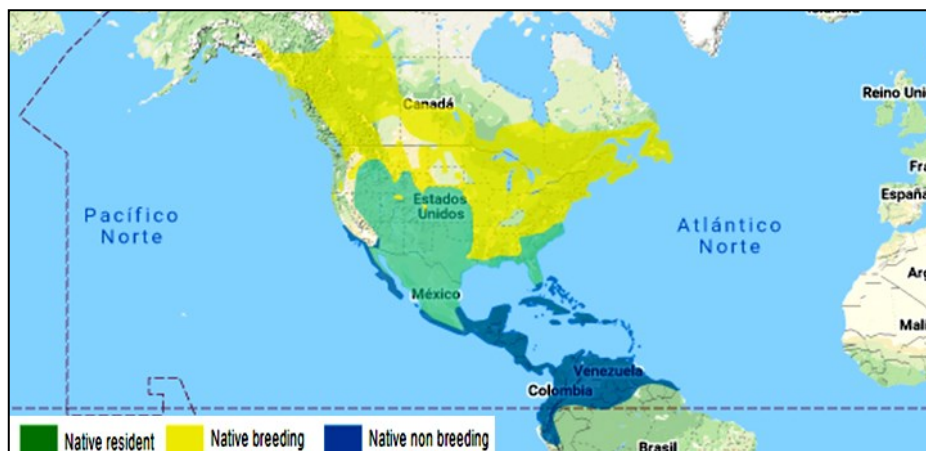 Canadá
Reino Uni
Fra
España
Estados
Unidos
Pacífico
Norte
Atlántico
Norte
México
Arg
Mali
Venezuela
Colombia
Brasil
Native resident
Native breeding
Native non breeding